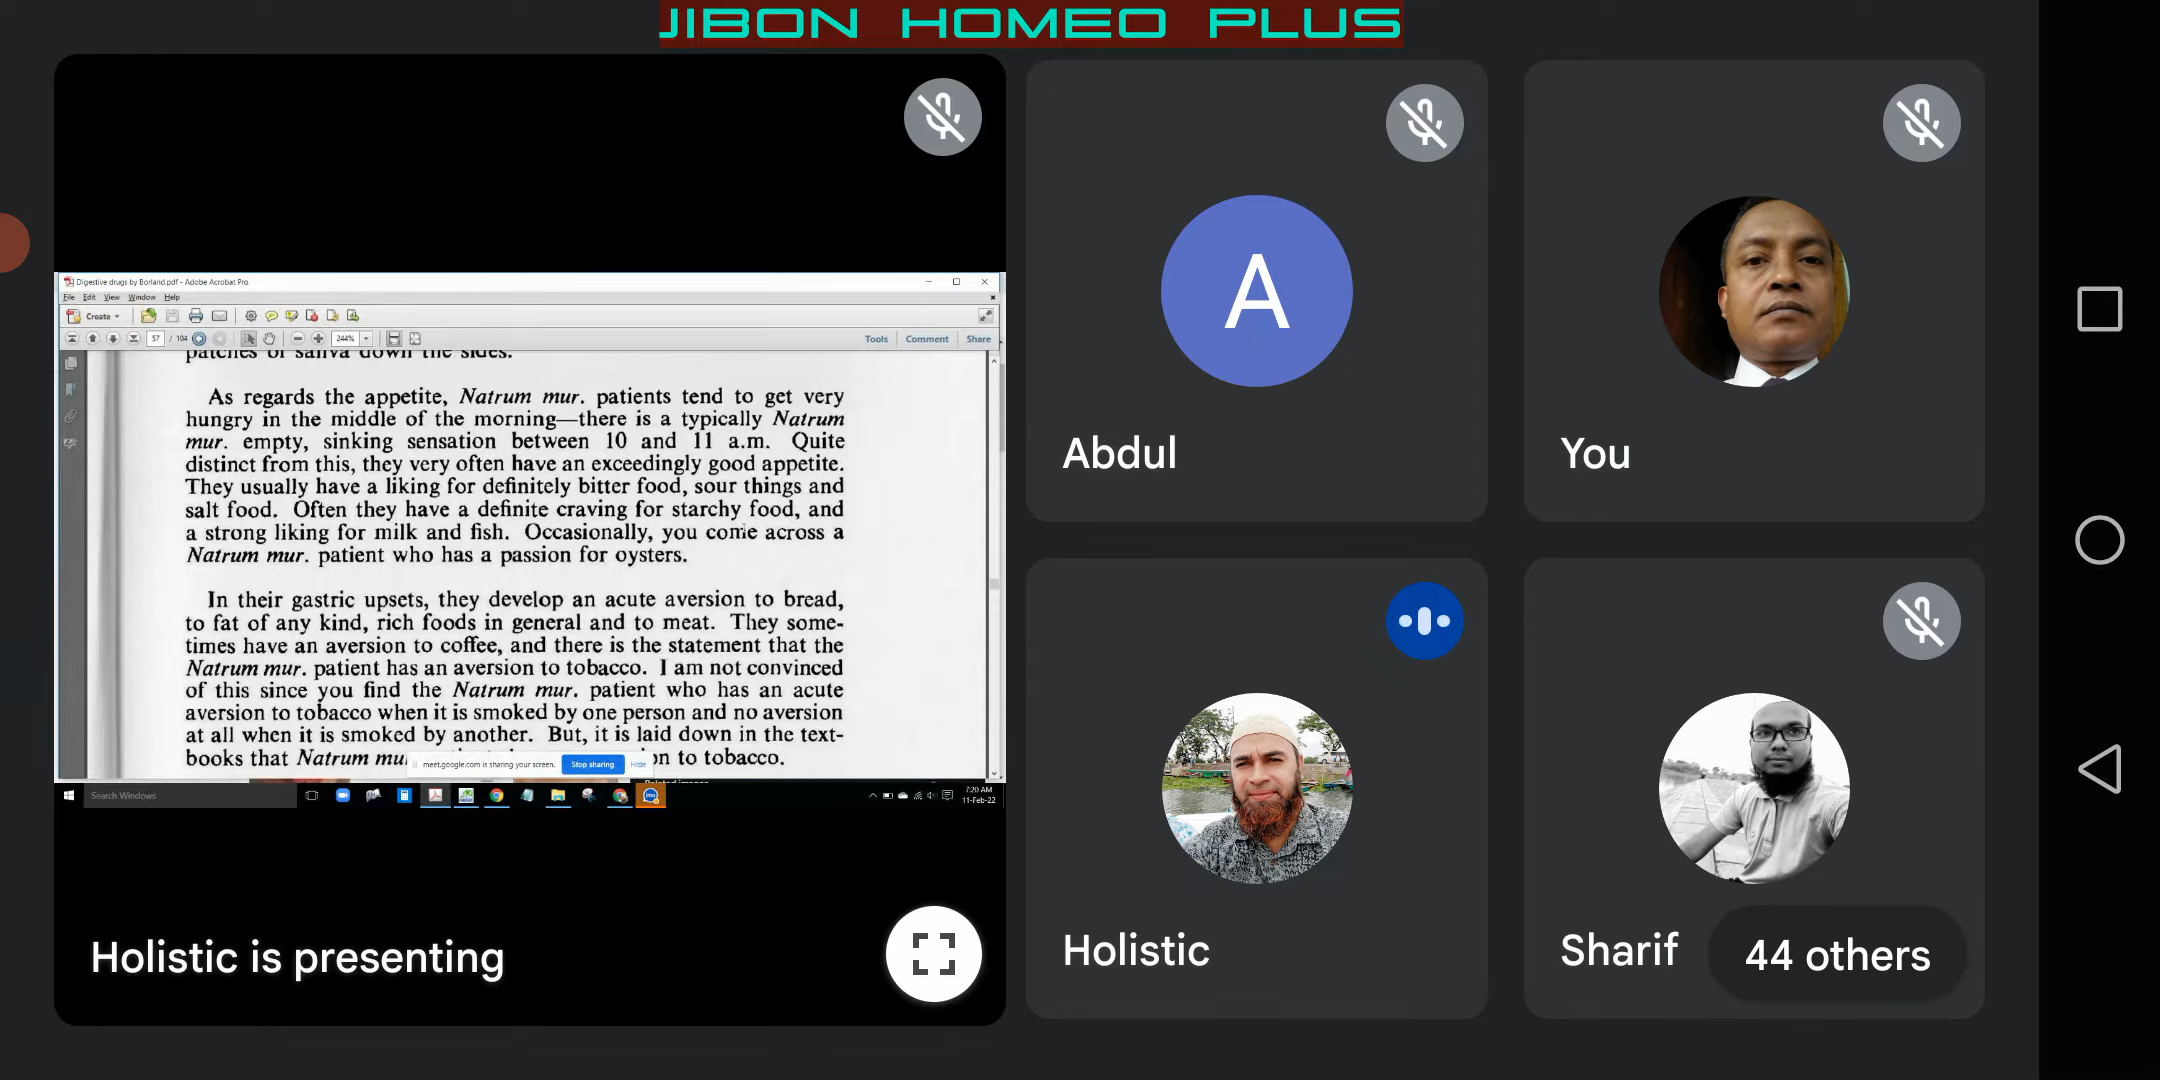 JIBON HOMEO PLUS
Digestive drugs by Borland.pdf - Adobe Acrobat Pro
File Edit View Window Help
Create
57 / 104 244% Tools Comment Share
patches of saliva down the sides.
As regards the appetite, Natrum mur. patients tend to get very
hungry in the middle of the morning—there is a typically Natrum
mur. empty, sinking sensation between 10 and 11 a.m. Quite
distinct from this, they very often have an exceedingly good appetite.
They usually have a liking for definitely bitter food, sour things and
salt food. Often they have a definite craving for starchy food, and
a strong liking for milk and fish. Occasionally, you come across a
Natrum mur. patient who has a passion for oysters.
In their gastric upsets, they develop an acute aversion to bread,
to fat of any kind, rich foods in general and to meat. They some-
times have an aversion to coffee, and there is the statement that the
Natrum mur. patient has an aversion to tobacco. I am not convinced
of this since you find the Natrum mur. patient who has an acute
aversion to tobacco when it is smoked by one person and no aversion
at all when it is smoked by another. But, it is laid down in the text-
books that Natrum mu on to tobacco.
meet.google.com is sharing your screen. Stop sharing Hide
Search Windows
imo
7:20 AM
11-Feb-22
Holistic is presenting
A
Abdul
You
Holistic
Sharif
44 others